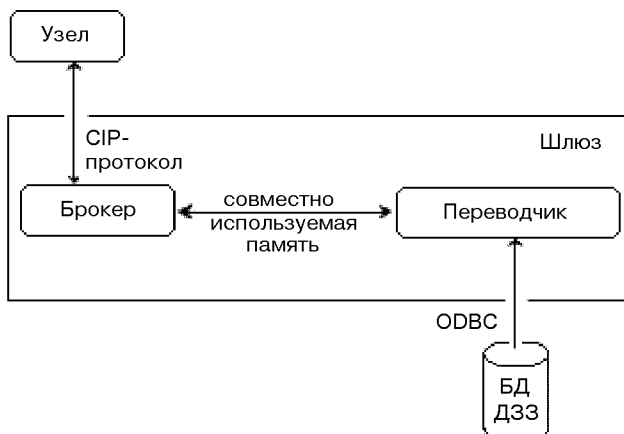 Узел
CIP-
протокол
Шлюз
Брокер
совместно
используемая
память
Переводчик
ODBC
БД
ДЗЗ